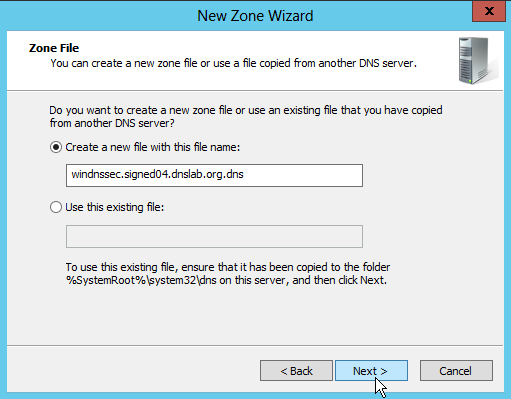 New Zone Wizard
x
Zone File
You can create a new zone file or use a file copied from another DNS server.
Do you want to create a new zone file or use an existing file that you have copied
from another DNS server?
Create a new file with this file name:
windnssec.signed04.dnslab.org.dns
Use this existing file:
To use this existing file, ensure that it has been copied to the folder
%SystemRoot%\system32\dns on this server, and then click Next.
< Back
Next >
Cancel